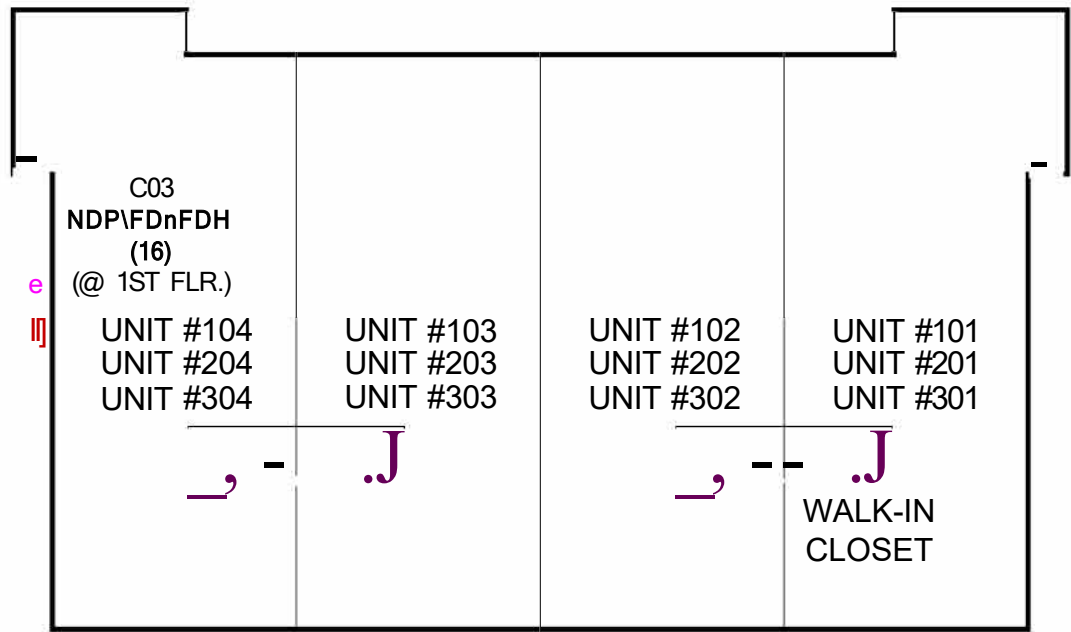 C03
NDP\FDnFDH
(16)
(@ 1ST FLR.)
e
UNIT #104
UNIT #204
UNIT #304
UNIT #103
UNIT #203
UNIT #303
UNIT #102
UNIT #202
UNIT #302
UNIT #101
UNIT #201
UNIT #301
_, - .J
_, - - .J
WALK-IN
CLOSET